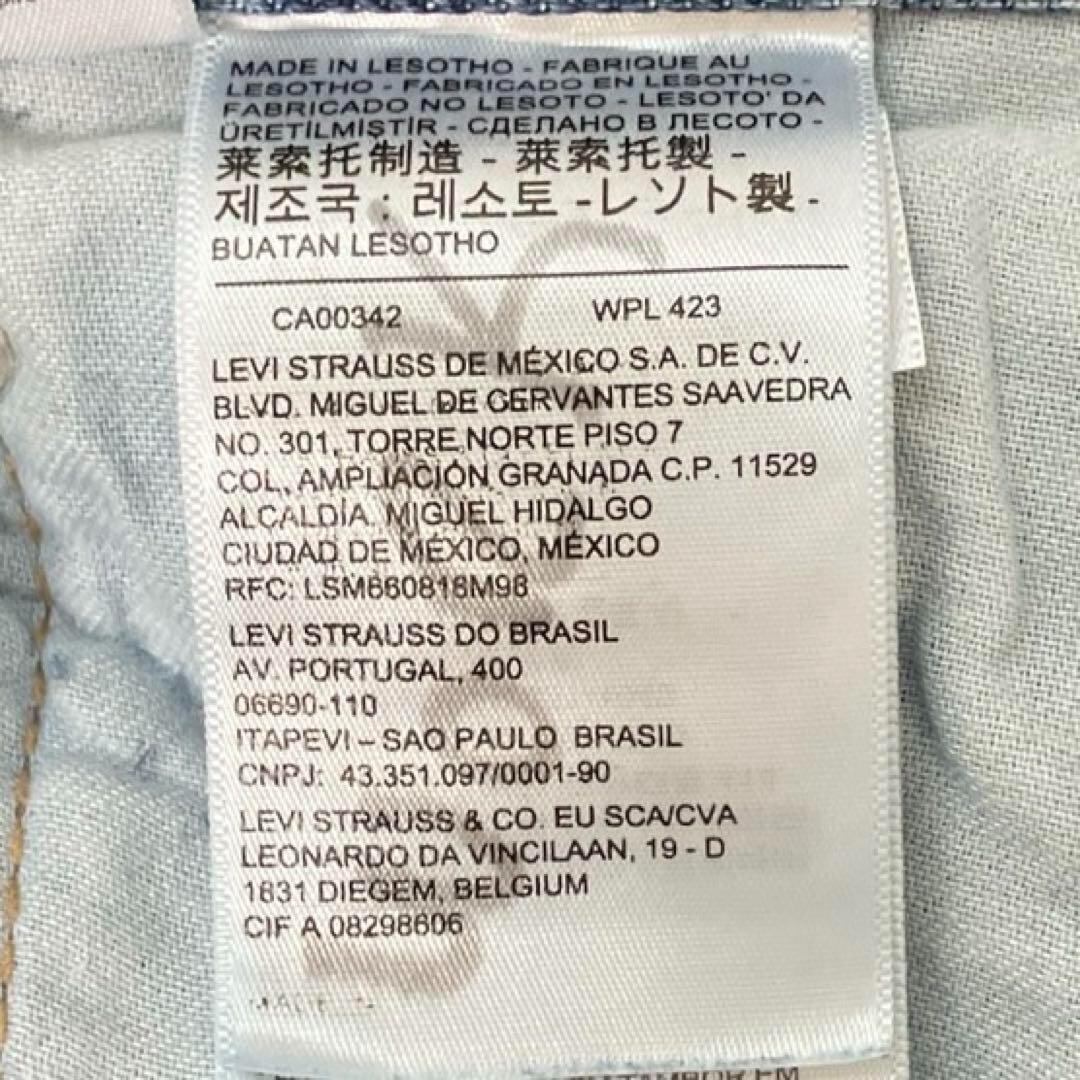 MADE IN LESOTHO - FABRIQUE AU
LESOTHO - FABRICADO EN LESOTHO -
FABRICADO NO LESOTO - LESOTO' DA
ÜRETİLMİŞTİR - СДЕЛАНО В ЛЕСОТО -
莱索托制造 - 萊索托製 -
제조국 : 레소토 -レソト製 -
BUATAN LESOTHO
CA00342 WPL 423
LEVI STRAUSS DE MÉXICO S.A. DE C.V.
BLVD. MIGUEL DE CERVANTES SAAVEDRA
NO. 301, TORRE NORTE PISO 7
COL. AMPLIACIÓN GRANADA C.P. 11529
ALCALDÍA MIGUEL HIDALGO
CIUDAD DE MÉXICO, MÉXICO
RFC: LSM860818M98
LEVI STRAUSS DO BRASIL
AV. PORTUGAL, 400
06690-110
ITAPEVI – SAO PAULO BRASIL
CNPJ: 43.351.097/0001-90
LEVI STRAUSS & CO. EU SCA/CVA
LEONARDO DA VINCILAAN, 19 - D
1831 DIEGEM, BELGIUM
CIF A 08298606